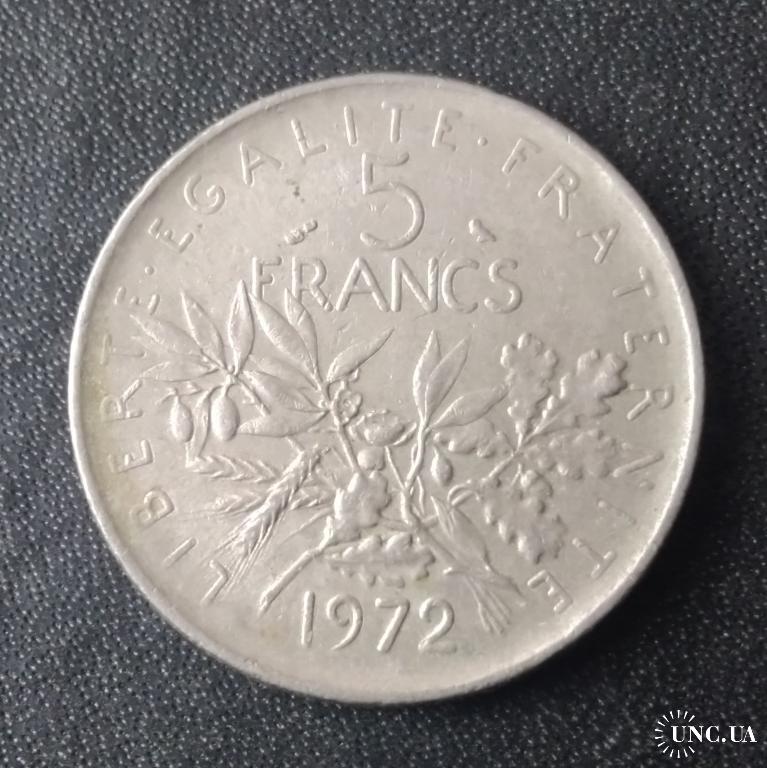 LIBERTE · EGALITE · FRATERNITE
5
FRANCS
1972
UNC.UA